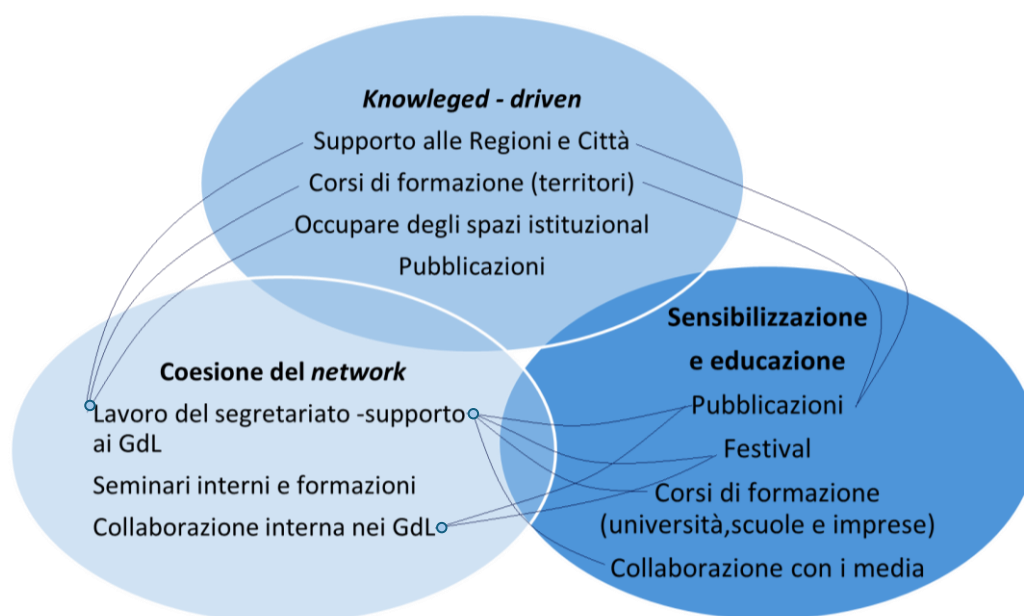 Knowleged - driven
Supporto alle Regioni e Città
Corsi di formazione (territori)
Occupare degli spazi istituzional
Pubblicazioni
Coesione del network
Lavoro del segretariato -supporto
ai GdL
Seminari interni e formazioni
Collaborazione interna nei GdL
Sensibilizzazione
e educazione
Pubblicazioni
Festival
Corsi di formazione
(università,scuole e imprese)
Collaborazione con i media